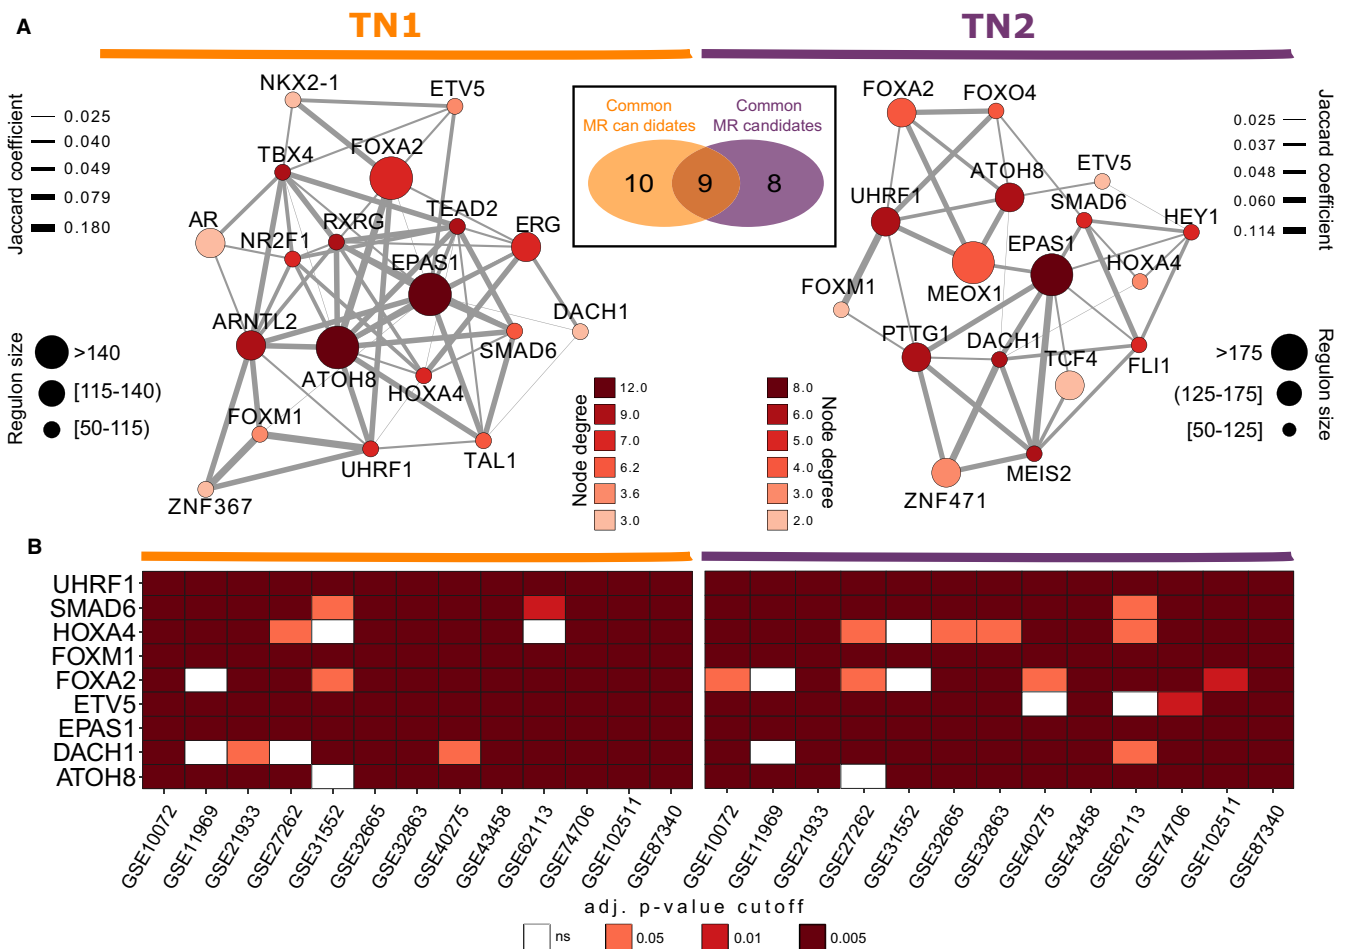 A
TN1
TN2
Jaccard coefficient
0.025
0.040
0.049
0.079
0.180
Regulon size
>140
[115-140)
[50-115)
NKX2-1
ETV5
TBX4
FOXA2
AR
NR2F1
RXRG
TEAD2
ERG
EPAS1
DACH1
ARNTL2
ATOH8
SMAD6
HOXA4
FOXM1
UHRF1
TAL1
ZNF367
Node degree
12.0
9.0
7.0
6.2
3.6
3.0
Common
MR can didates
Common
MR candidates
10
9
8
FOXA2
FOXO4
ATOH8
ETV5
UHRF1
SMAD6
HEY1
EPAS1
HOXA4
MEOX1
FOXM1
PTTG1
DACH1
TCF4
FLI1
MEIS2
ZNF471
8.0
6.0
5.0
4.0
3.0
2.0
Node degree
0.025
0.037
0.048
0.060
0.114
Jaccard coefficient
>175
(125-175]
[50-125]
Regulon size
B
UHRF1
SMAD6
HOXA4
FOXM1
FOXA2
ETV5
EPAS1
DACH1
ATOH8
GSE10072
GSE11969
GSE21933
GSE27262
GSE31552
GSE32665
GSE32863
GSE40275
GSE43458
GSE62113
GSE74706
GSE102511
GSE87340
GSE10072
GSE11969
GSE21933
GSE27262
GSE31552
GSE32665
GSE32863
GSE40275
GSE43458
GSE62113
GSE74706
GSE102511
GSE87340
adj. p-value cutoff
ns
0.05
0.01
0.005